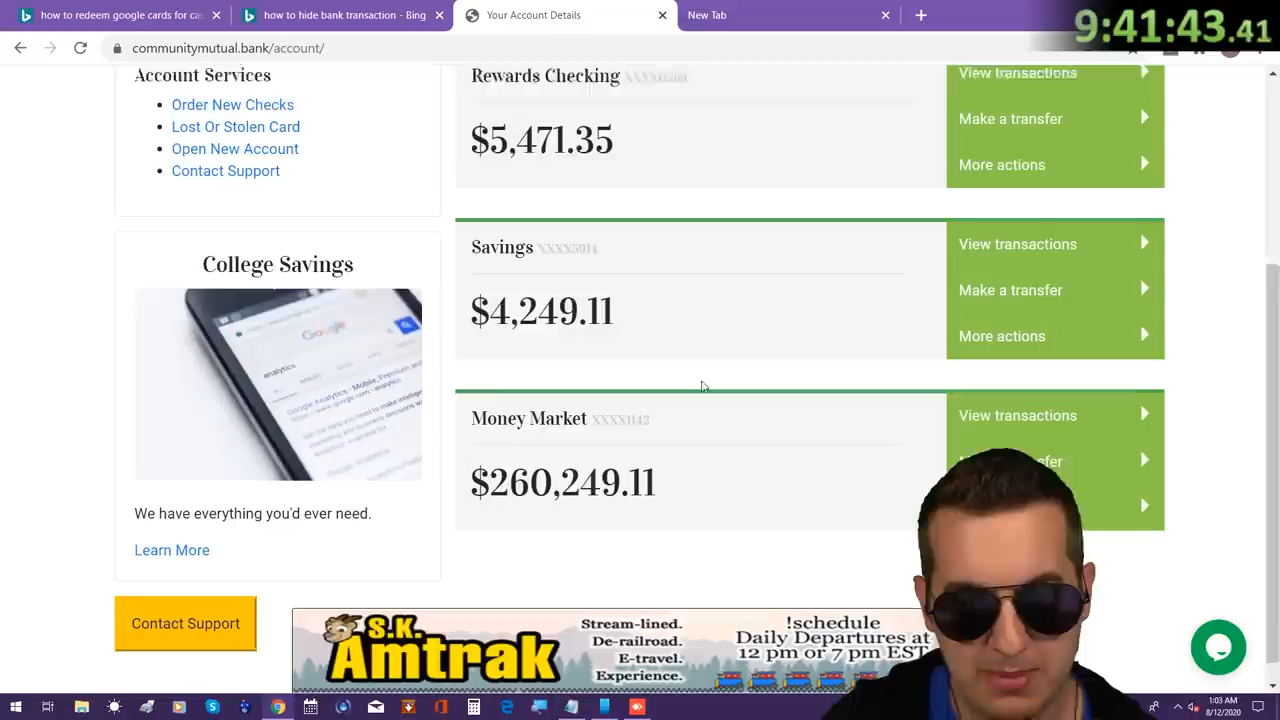 how to redeem google cards for cas
how to hide bank transaction - Bing
Your Account Details
New Tab
9:41:43.41
communitymutual.bank/account/
Account Services
Order New Checks
Lost Or Stolen Card
Open New Account
Contact Support
College Savings
Google
analytics
We have everything you'd ever need.
Learn More
Contact Support
Rewards Checking
$5,471.35
View transactions
Make a transfer
More actions
Savings XXXX5914
$4,249.11
View transactions
Make a transfer
More actions
Money Market XXXX1142
$260,249.11
View transactions
S.K. Amtrak
Stream-lined.
De-railroad.
E-travel.
Experience.
!schedule
Daily Departures at
12 pm or 7 pm EST
1:03 AM
8/12/2020